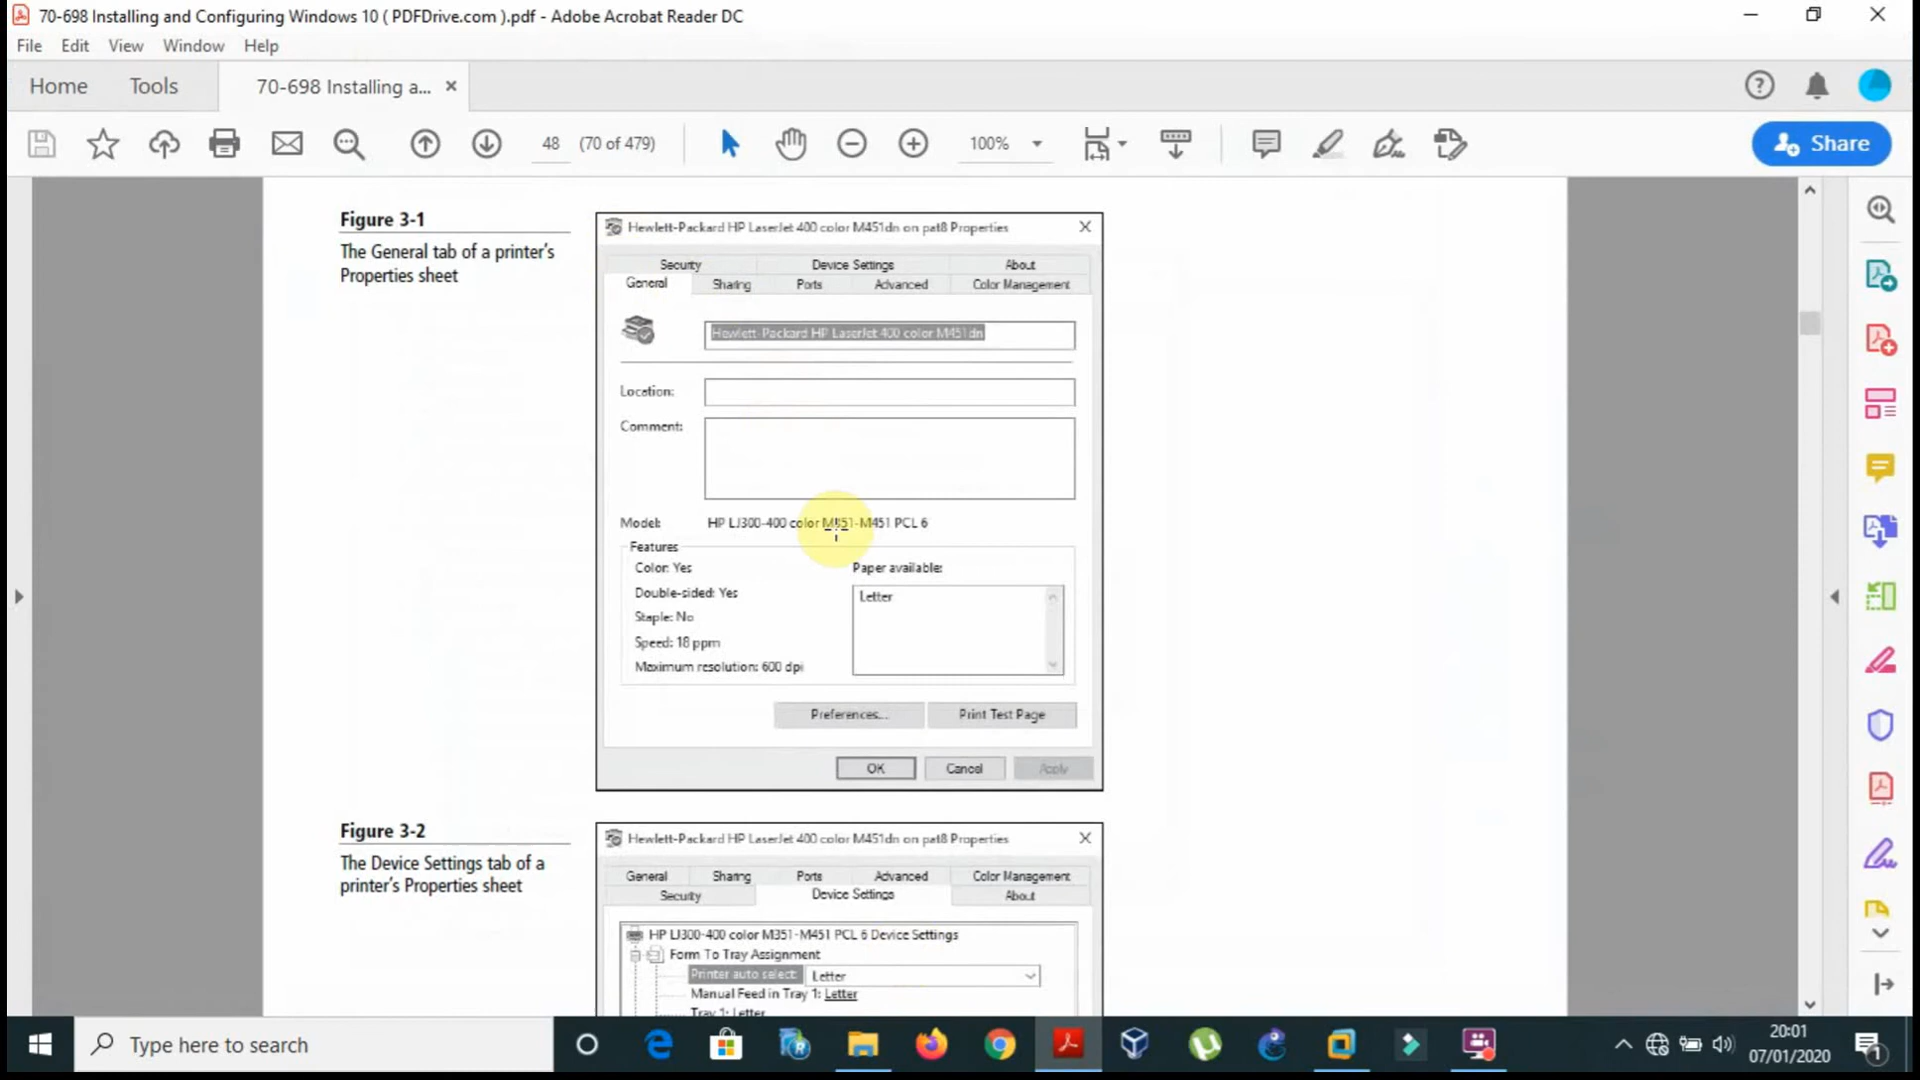 70-698 Installing and Configuring Windows 10 ( PDFDrive.com ).pdf - Adobe Acrobat Reader DC
File Edit View Window Help
Home Tools 70-698 Installing a... ×
48 (70 of 479) 100% Share
Figure 3-1
The General tab of a printer's
Properties sheet
Hewlett-Packard HP LaserJet 400 color M451dn on pat8 Properties
Security Device Settings About
General Sharing Ports Advanced Color Management
Hewlett-Packard HP LaserJet 400 color M451dn
Location:
Comment:
Model: HP LJ300-400 color M351-M451 PCL 6
Features
Color: Yes Paper available:
Double-sided: Yes Letter
Staple: No
Speed: 18 ppm
Maximum resolution: 600 dpi
Preferences... Print Test Page
OK Cancel Apply
Figure 3-2
The Device Settings tab of a
printer's Properties sheet
Hewlett-Packard HP LaserJet 400 color M451dn on pat8 Properties
General Sharing Ports Advanced Color Management
Security Device Settings About
HP LJ300-400 color M351-M451 PCL 6 Device Settings
Form To Tray Assignment
Printer auto select: Letter
Manual Feed in Tray 1: Letter
Tray 1: Letter
Type here to search
20:01
07/01/2020
1